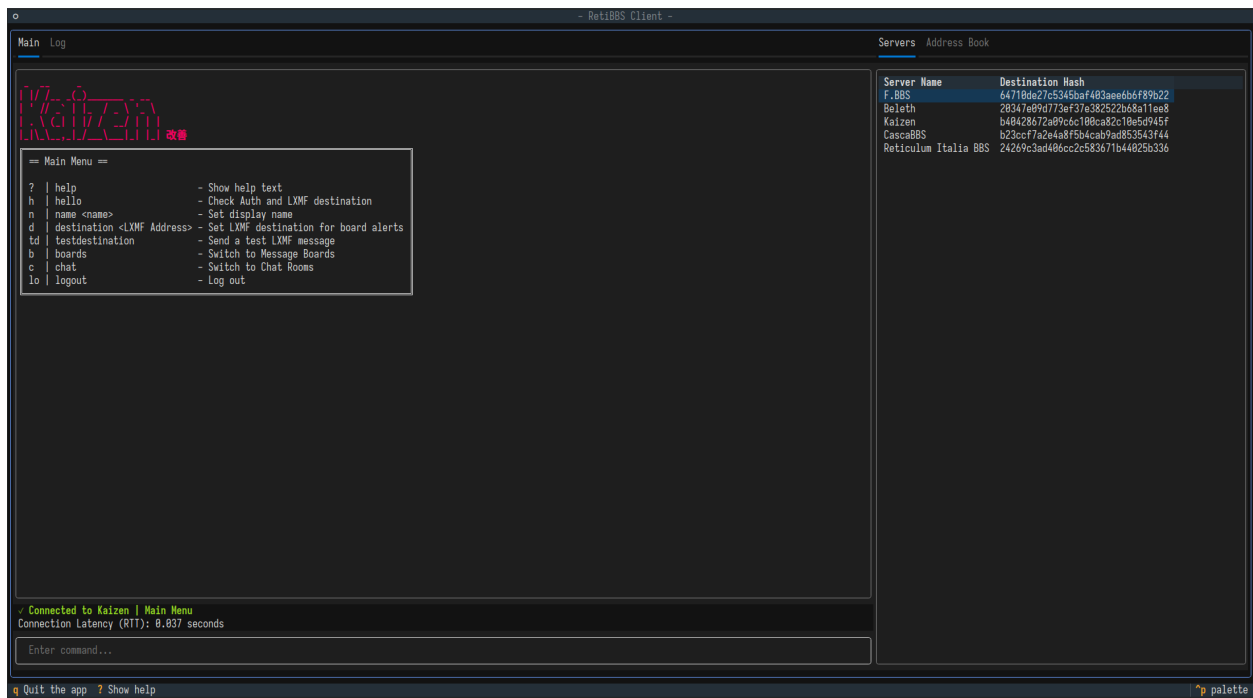 – RetiBBS Client –
Main Log
改善
== Main Menu ==
? | help – Show help text
h | hello – Check Auth and LXMF destination
n | name <name> – Set display name
d | destination <LXMF Address> – Set LXMF destination for board alerts
td | testdestination – Send a test LXMF message
b | boards – Switch to Message Boards
c | chat – Switch to Chat Rooms
lo | logout – Log out
✓ Connected to Kaizen | Main Menu
Connection Latency (RTT): 0.037 seconds
Enter command...
Servers Address Book
Server Name Destination Hash
F.BBS 64710de27c5345baf403aee6b6f89b22
Beleth 20347e09d773ef37e382522b68a11ee8
Kaizen b40428672a09c6c100ca82c10e5d945f
CascaBBS b23ccf7a2e4a8f5b4cab9ad853543f44
Reticulum Italia BBS 24269c3ad406cc2c583671b44025b336
q Quit the app ? Show help
^p palette